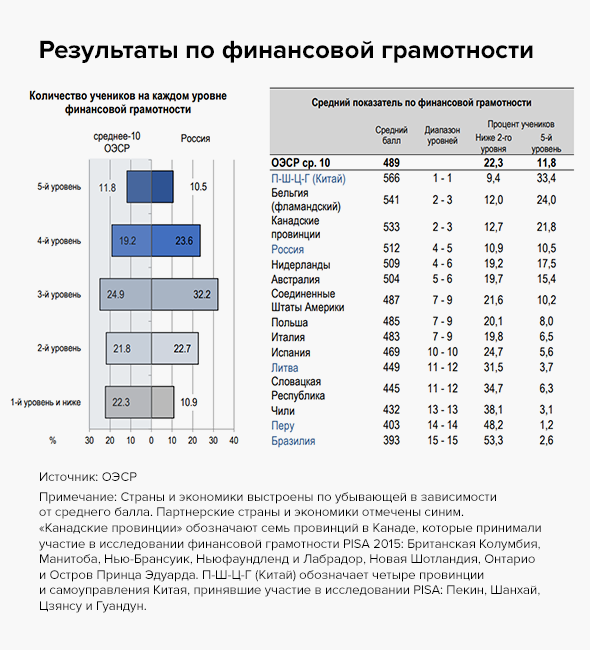 Результаты по финансовой грамотности
Количество учеников на каждом уровне
финансовой грамотности
среднее-10
ОЭСР
Россия
5-й уровень 11.8 10.5
4-й уровень 19.2 23.6
3-й уровень 24.9 32.2
2-й уровень 21.8 22.7
1-й уровень и ниже 22.3 10.9
% 30 20 10 0 10 20 30 40
Средний показатель по финансовой грамотности
Средний
балл
Диапазон
уровней
Процент учеников
Ниже 2-го
уровня
5-й
уровень
ОЭСР ср. 10 489 22,3 11,8
П-Ш-Ц-Г (Китай) 566 1 - 1 9,4 33,4
Бельгия
(фламандский) 541 2 - 3 12,0 24,0
Канадские
провинции 533 2 - 3 12,7 21,8
Россия 512 4 - 5 10,9 10,5
Нидерланды 509 4 - 6 19,2 17,5
Австралия 504 5 - 6 19,7 15,4
Соединенные
Штаты Америки 487 7 - 9 21,6 10,2
Польша 485 7 - 9 20,1 8,0
Италия 483 7 - 9 19,8 6,5
Испания 469 10 - 10 24,7 5,6
Литва 449 11 - 12 31,5 3,7
Словацкая
Республика 445 11 - 12 34,7 6,3
Чили 432 13 - 13 38,1 3,1
Перу 403 14 - 14 48,2 1,2
Бразилия 393 15 - 15 53,3 2,6
Источник: ОЭСР
Примечание: Страны и экономики выстроены по убывающей в зависимости
от среднего балла. Партнерские страны и экономики отмечены синим.
«Канадские провинции» обозначают семь провинций в Канаде, которые принимали
участие в исследовании финансовой грамотности PISA 2015: Британская Колумбия,
Манитоба, Нью-Брансуик, Ньюфаундленд и Лабрадор, Новая Шотландия, Онтарио
и Остров Принца Эдуарда. П-Ш-Ц-Г (Китай) обозначает четыре провинции
и самоуправления Китая, принявшие участие в исследовании PISA: Пекин, Шанхай,
Цзянсу и Гуандун.